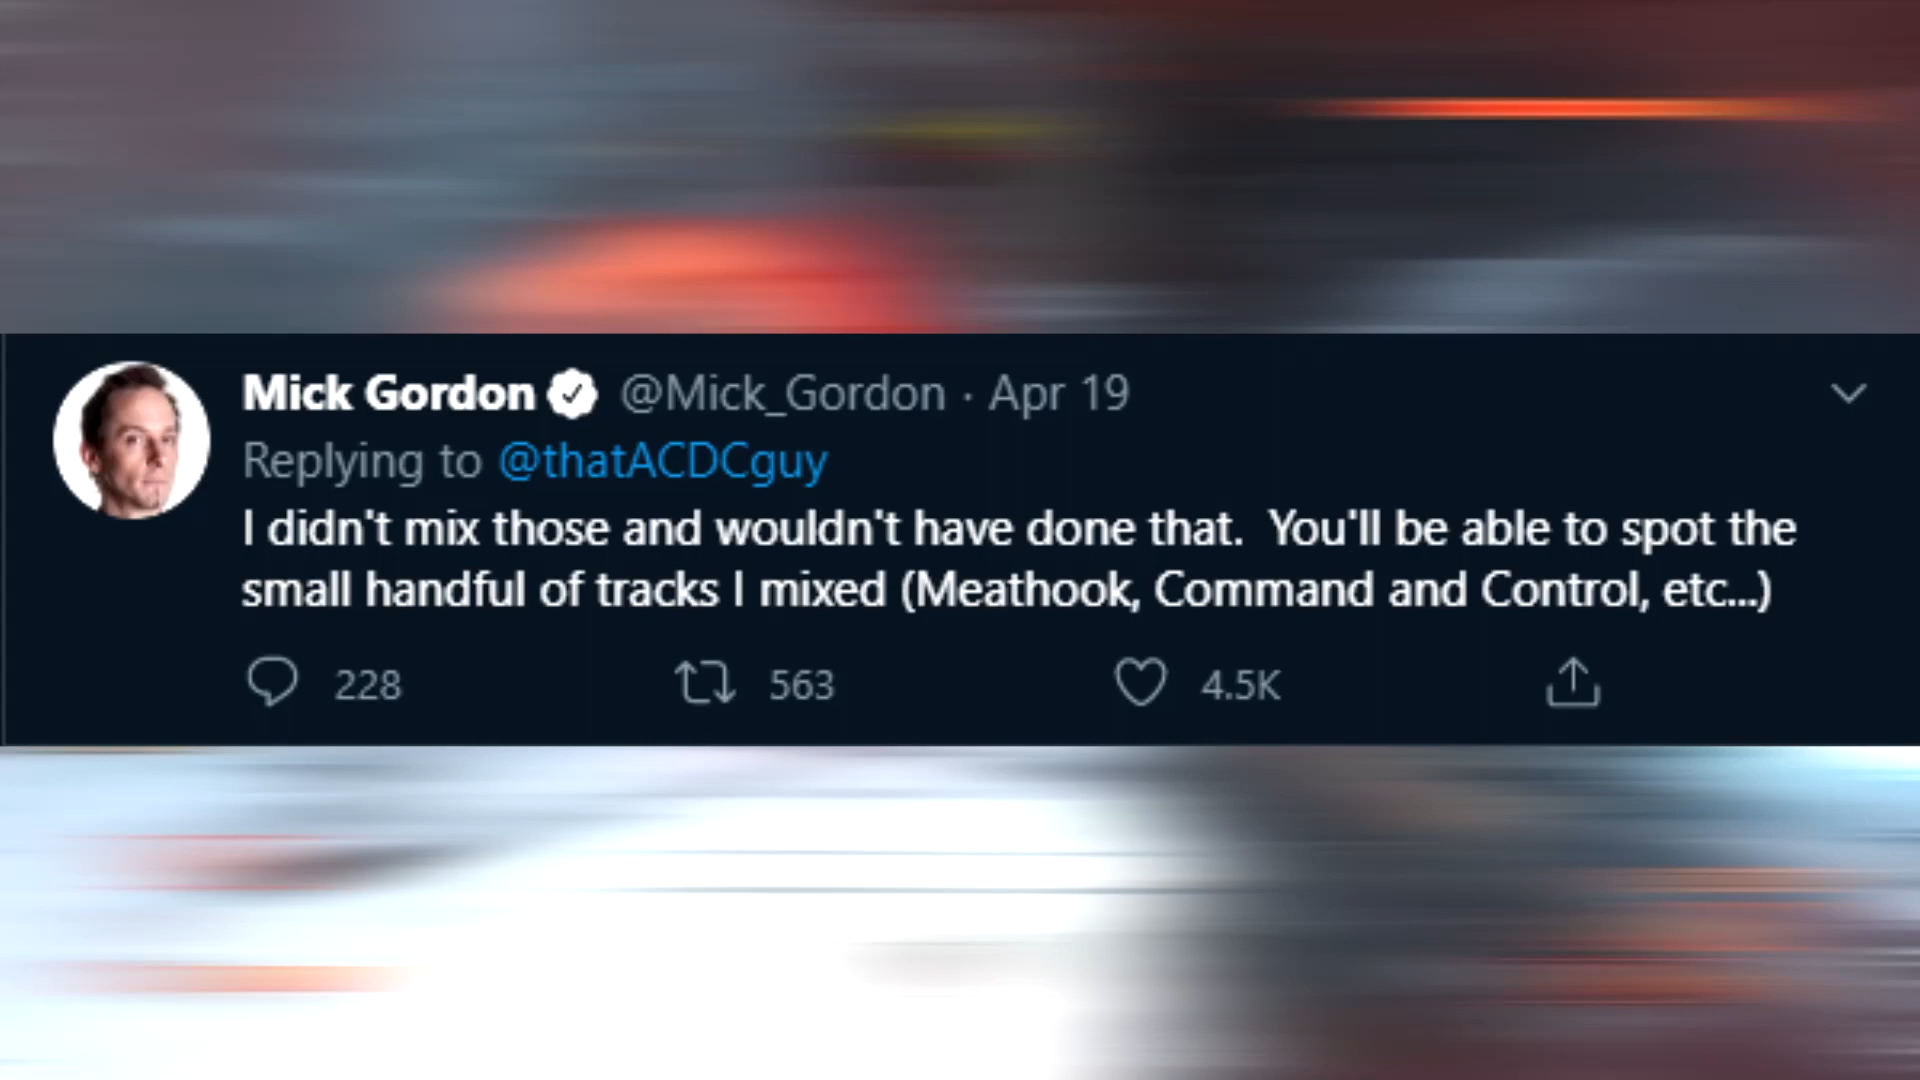 Mick Gordon @Mick_Gordon · Apr 19
Replying to @thatACDCguy
I didn't mix those and wouldn't have done that.  You'll be able to spot the
small handful of tracks I mixed (Meathook, Command and Control, etc...)
228 563 4.5K